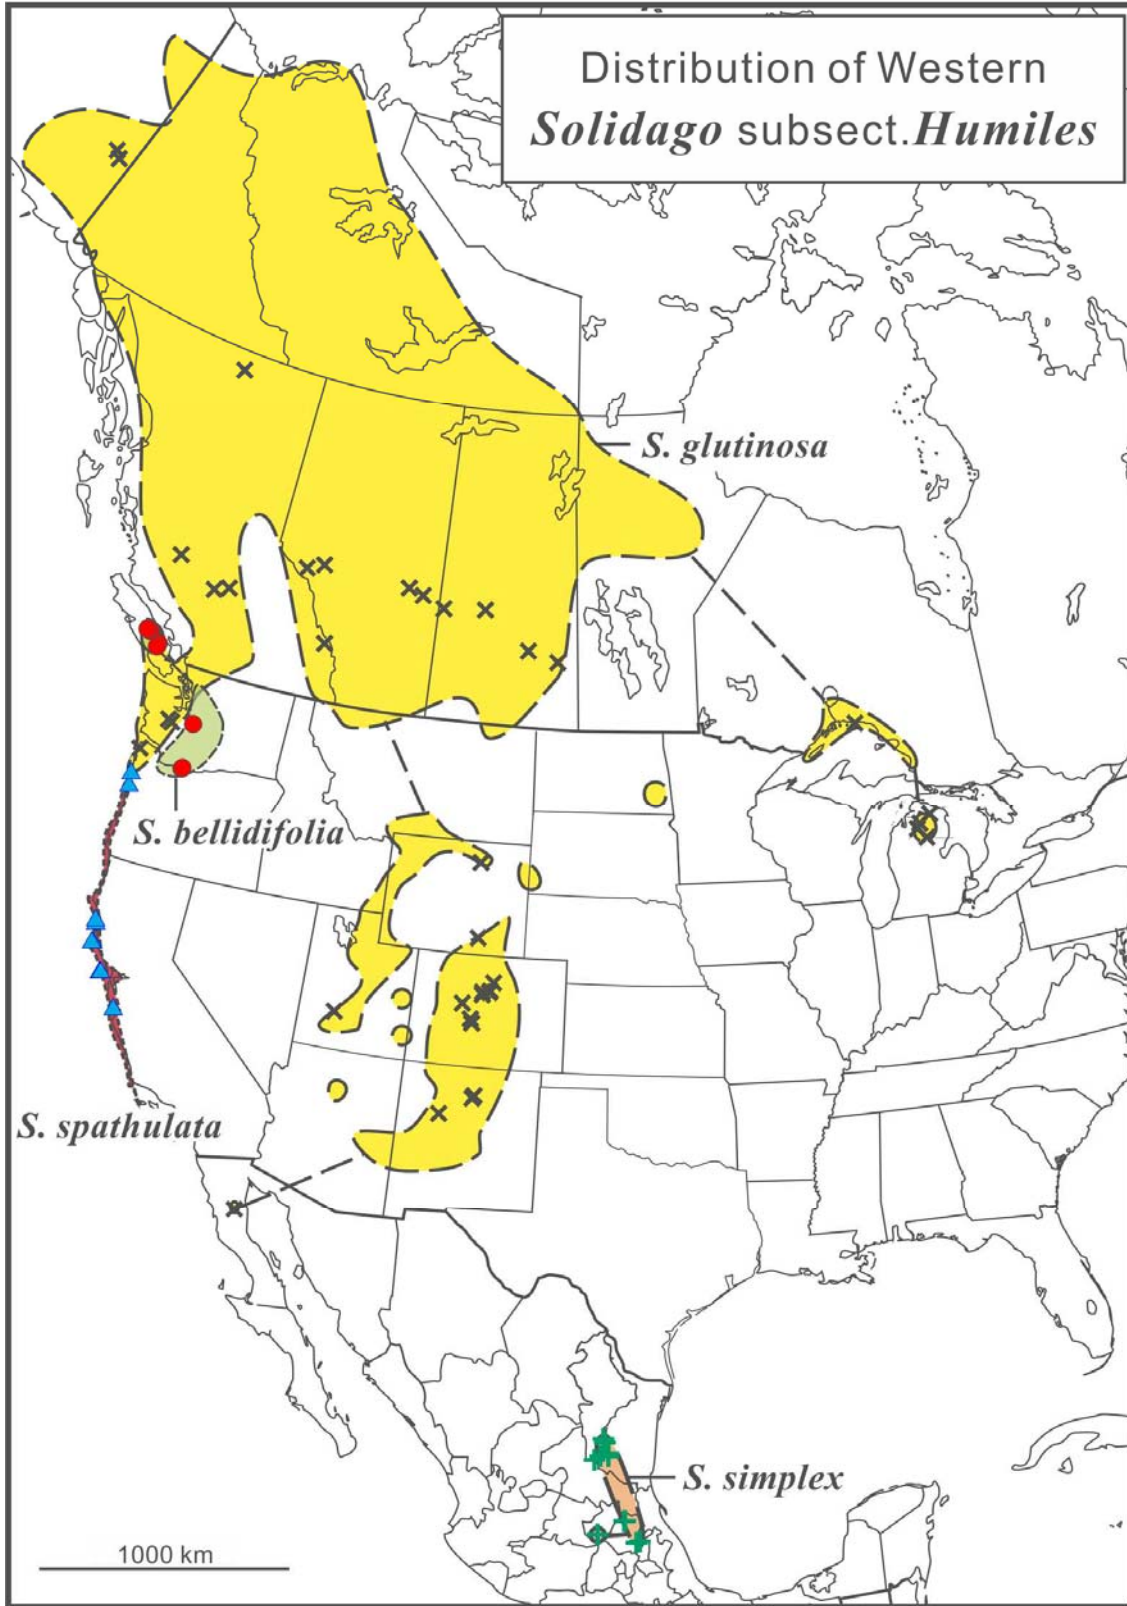 Distribution of Western
Solidago subsect.Humiles
S. glutinosa
S. bellidifolia
S. spathulata
S. simplex
1000 km